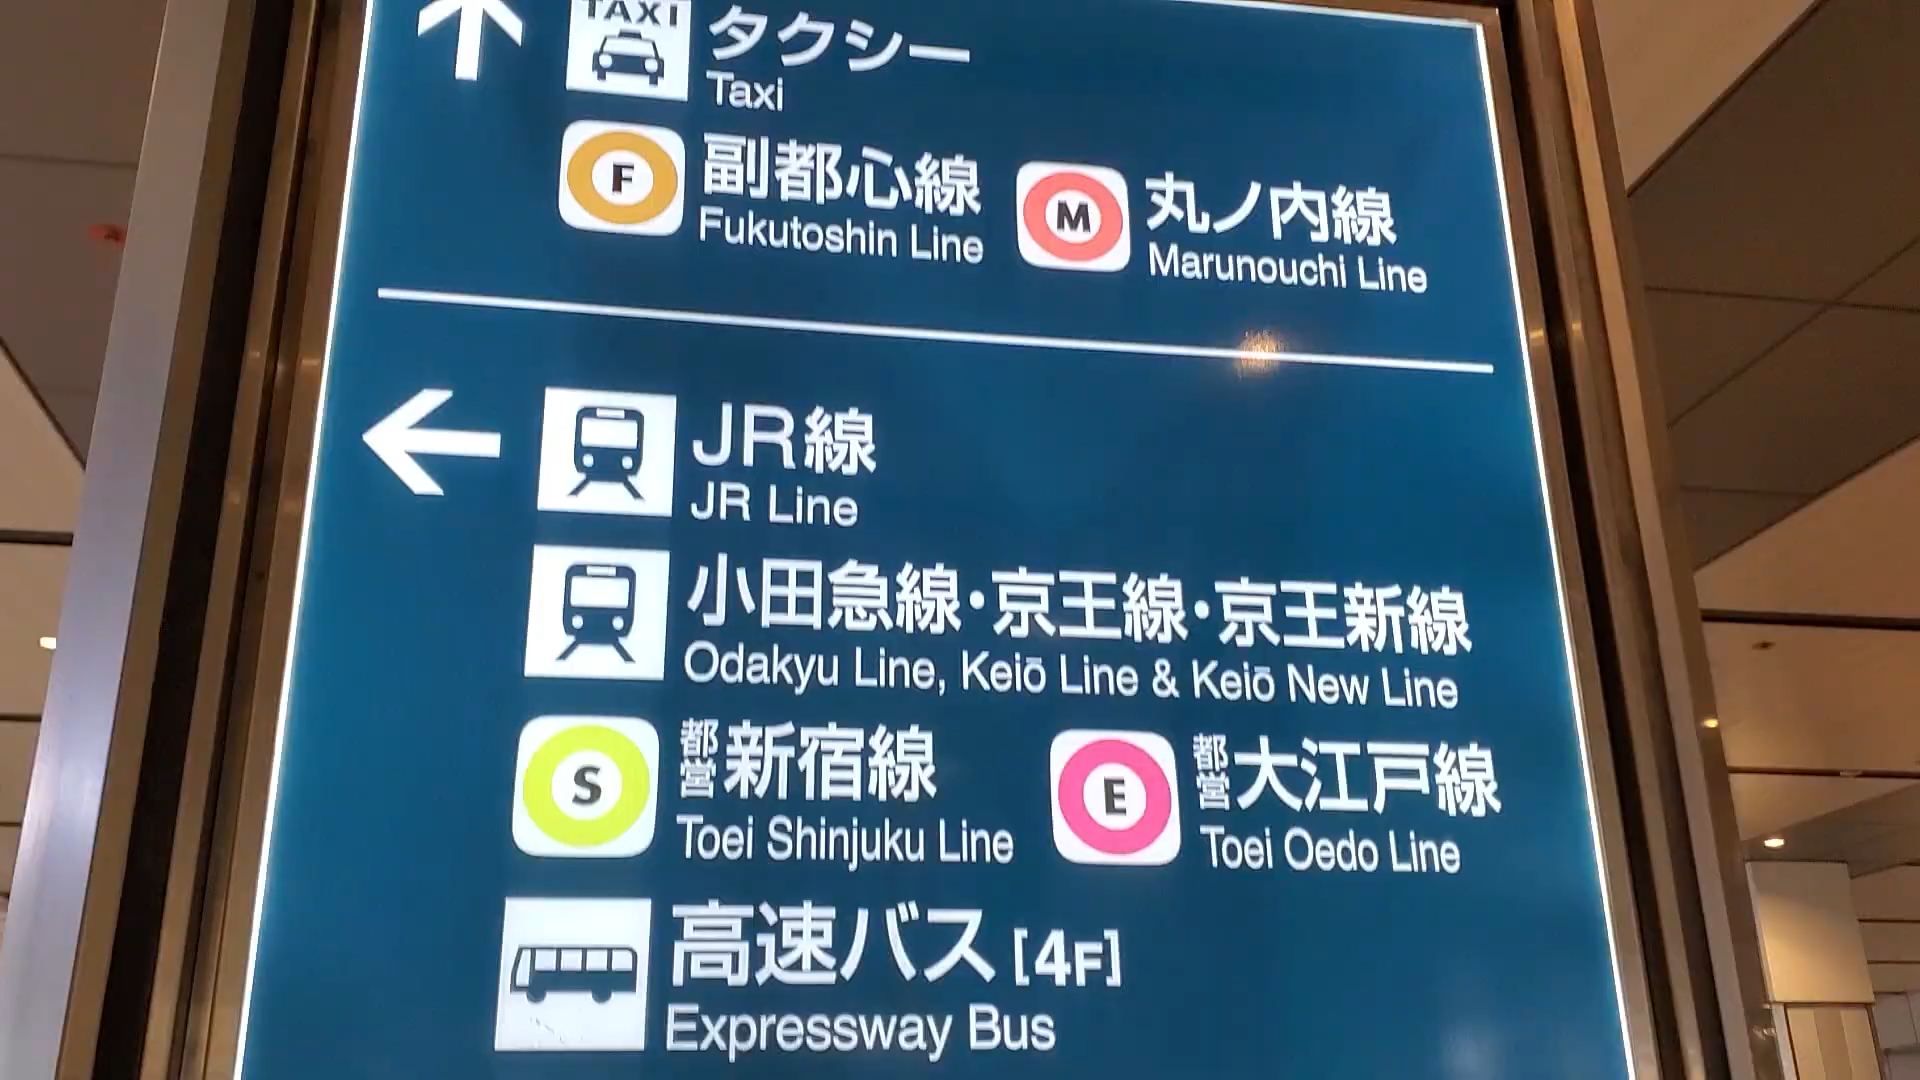 TAXI タクシー
Taxi
F 副都心線 M 丸ノ内線
Fukutoshin Line Marunouchi Line
JR線
JR Line
小田急線・京王線・京王新線
Odakyu Line, Keiō Line & Keiō New Line
S 都営新宿線 E 都営大江戸線
Toei Shinjuku Line Toei Oedo Line
高速バス [4F]
Expressway Bus